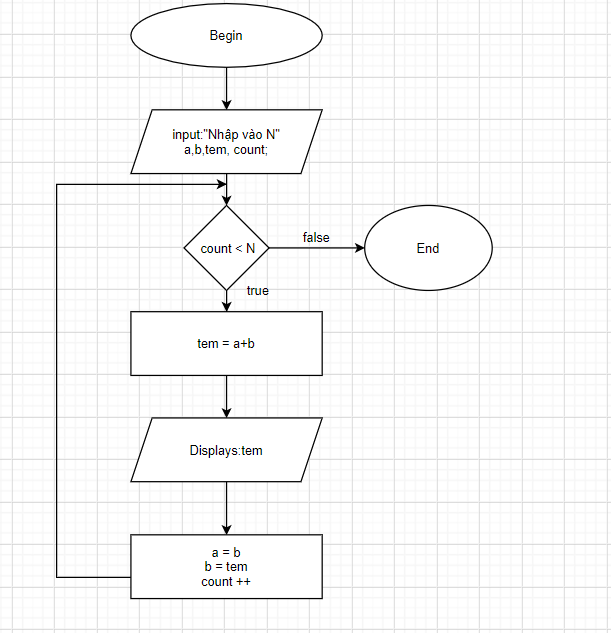 Begin
input:"Nhập vào N"
a,b,tem, count;
count < N
false
End
true
tem = a+b
Displays:tem
a = b
b = tem
count ++